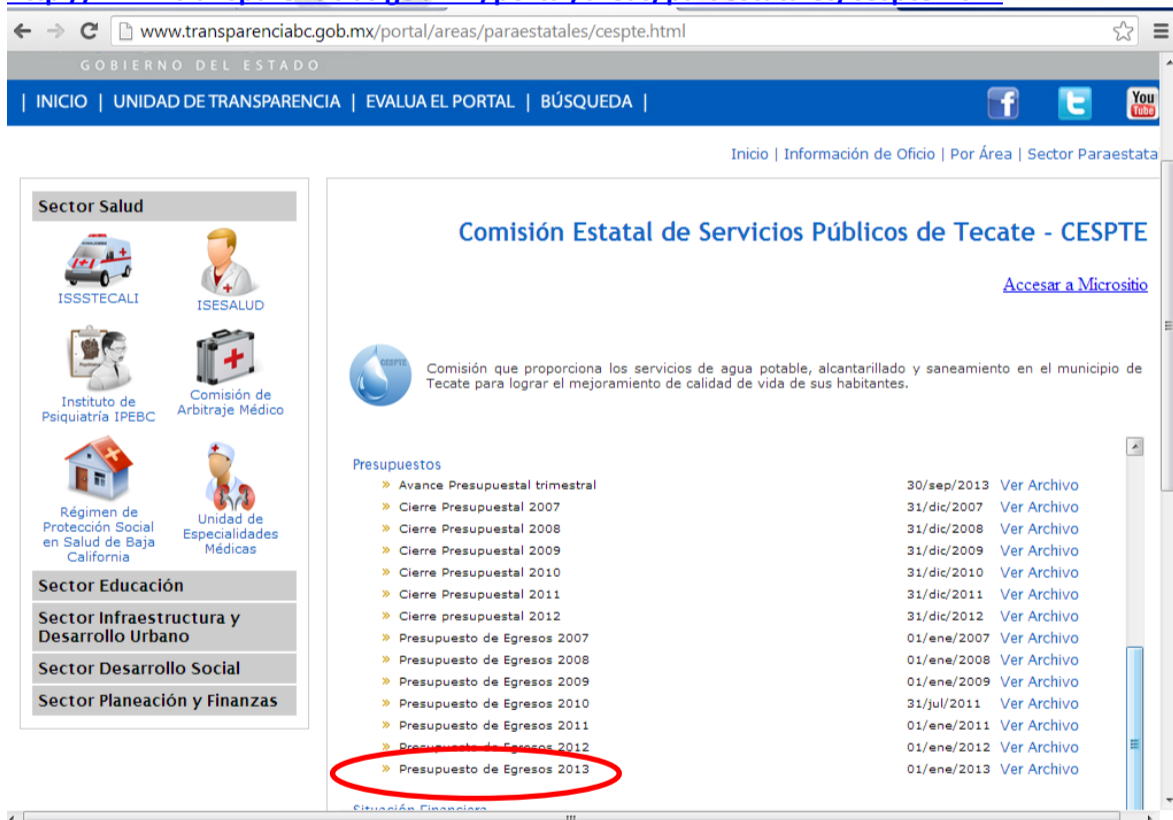 www.transparenciabc.gob.mx/portal/areas/paraestatales/cespte.html
GOBIERNO DEL ESTADO
| INICIO | UNIDAD DE TRANSPARENCIA | EVALUA EL PORTAL | BÚSQUEDA |
You
Tube
Inicio | Información de Oficio | Por Área | Sector Paraesta
Sector Salud
ISSSTECALI
ISESALUD
Instituto de
Psiquiatría IPEBC
Comisión de
Arbitraje Médico
Régimen de
Protección Social
en Salud de Baja
California
Unidad de
Especialidades
Médicas
Sector Educación
Sector Infraestructura y
Desarrollo Urbano
Sector Desarrollo Social
Sector Planeación y Finanzas
Comisión Estatal de Servicios Públicos de Tecate - CESPTE
Accesar a Micrositio
CESPTE
Comisión que proporciona los servicios de agua potable, alcantarillado y saneamiento en el municipio de
Tecate para lograr el mejoramiento de calidad de vida de sus habitantes.
Presupuestos
» Avance Presupuestal trimestral 30/sep/2013 Ver Archivo
» Cierre Presupuestal 2007 31/dic/2007 Ver Archivo
» Cierre Presupuestal 2008 31/dic/2008 Ver Archivo
» Cierre Presupuestal 2009 31/dic/2009 Ver Archivo
» Cierre Presupuestal 2010 31/dic/2010 Ver Archivo
» Cierre Presupuestal 2011 31/dic/2011 Ver Archivo
» Cierre presupuestal 2012 31/dic/2012 Ver Archivo
» Presupuesto de Egresos 2007 01/ene/2007 Ver Archivo
» Presupuesto de Egresos 2008 01/ene/2008 Ver Archivo
» Presupuesto de Egresos 2009 01/ene/2009 Ver Archivo
» Presupuesto de Egresos 2010 31/jul/2011 Ver Archivo
» Presupuesto de Egresos 2011 01/ene/2011 Ver Archivo
» Presupuesto de Egresos 2012 01/ene/2012 Ver Archivo
» Presupuesto de Egresos 2013 01/ene/2013 Ver Archivo
Situación Financiera